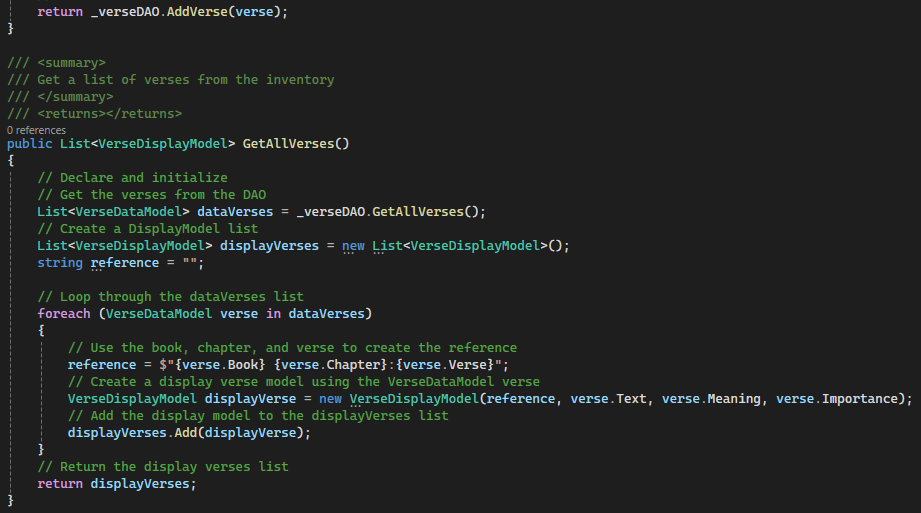 return _verseDAO.AddVerse(verse);
}
/// <summary>
/// Get a list of verses from the inventory
/// </summary>
/// <returns></returns>
0 references
public List<VerseDisplayModel> GetAllVerses()
{
// Declare and initialize
// Get the verses from the DAO
List<VerseDataModel> dataVerses = _verseDAO.GetAllVerses();
// Create a DisplayModel list
List<VerseDisplayModel> displayVerses = new List<VerseDisplayModel>();
string reference = "";
// Loop through the dataVerses list
foreach (VerseDataModel verse in dataVerses)
{
// Use the book, chapter, and verse to create the reference
reference = $"{verse.Book} {verse.Chapter}:{verse.Verse}";
// Create a display verse model using the VerseDataModel verse
VerseDisplayModel displayVerse = new VerseDisplayModel(reference, verse.Text, verse.Meaning, verse.Importance);
// Add the display model to the displayVerses list
displayVerses.Add(displayVerse);
}
// Return the display verses list
return displayVerses;
}